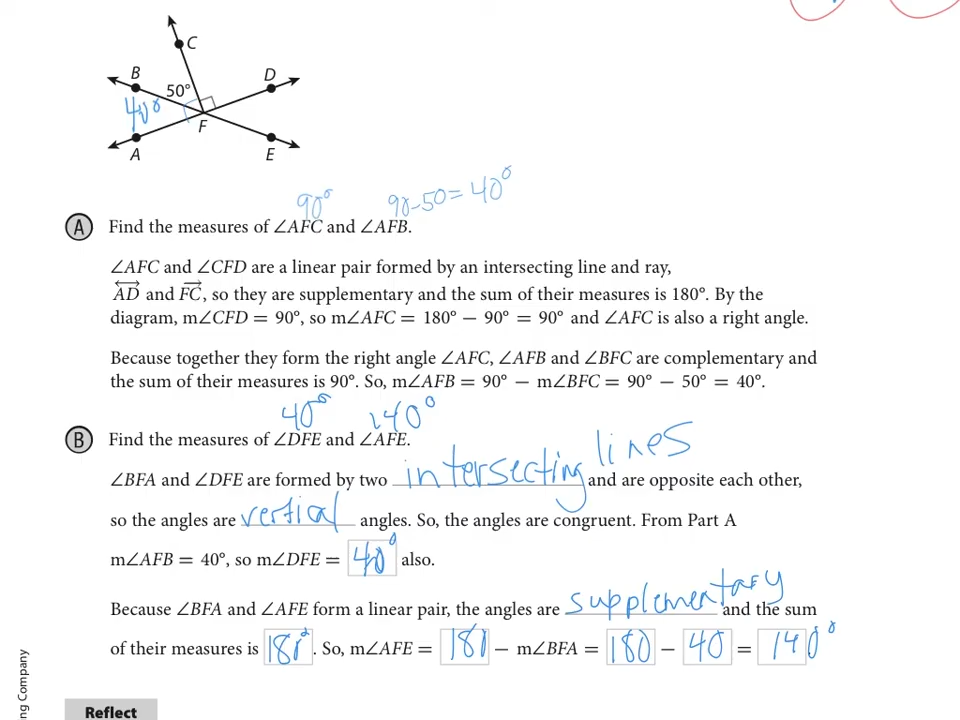 C
B
D
50°
40°
F
A
E
90° 90-50=40°
A Find the measures of ∠AFC and ∠AFB.
∠AFC and ∠CFD are a linear pair formed by an intersecting line and ray,
AD and FC, so they are supplementary and the sum of their measures is 180°. By the
diagram, m∠CFD = 90°, so m∠AFC = 180° − 90° = 90° and ∠AFC is also a right angle.
Because together they form the right angle ∠AFC, ∠AFB and ∠BFC are complementary and
the sum of their measures is 90°. So, m∠AFB = 90° − m∠BFC = 90° − 50° = 40°.
40° 140°
B Find the measures of ∠DFE and ∠AFE.
∠BFA and ∠DFE are formed by two intersecting lines and are opposite each other,
so the angles are vertical angles. So, the angles are congruent. From Part A
m∠AFB = 40°, so m∠DFE = 40° also.
Because ∠BFA and ∠AFE form a linear pair, the angles are supplementary and the sum
of their measures is 180°. So, m∠AFE = 180 − m∠BFA = 180 − 40 = 140°
Reflect
ng Company